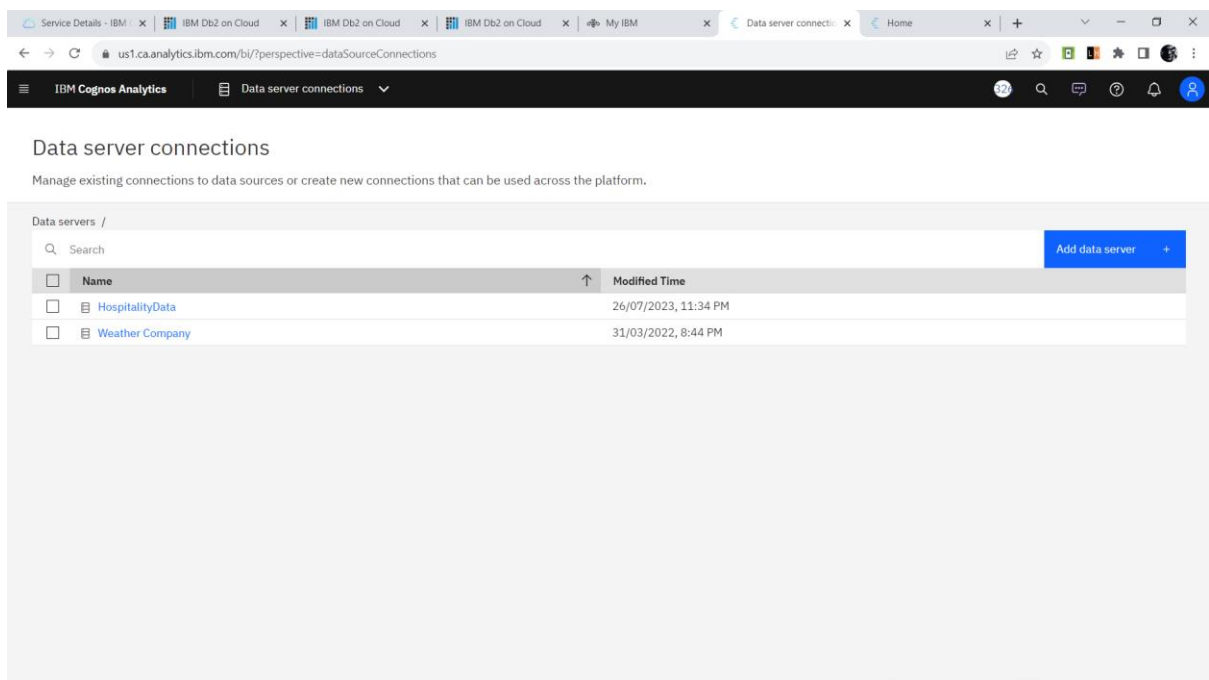 Service Details - IBM
IBM Db2 on Cloud
IBM Db2 on Cloud
IBM Db2 on Cloud
My IBM
Data server connecti
Home
us1.ca.analytics.ibm.com/bi/?perspective=dataSourceConnections
IBM Cognos Analytics
Data server connections
326
Data server connections
Manage existing connections to data sources or create new connections that can be used across the platform.
Data servers /
Search
Add data server +
Name
Modified Time
HospitalityData
26/07/2023, 11:34 PM
Weather Company
31/03/2022, 8:44 PM